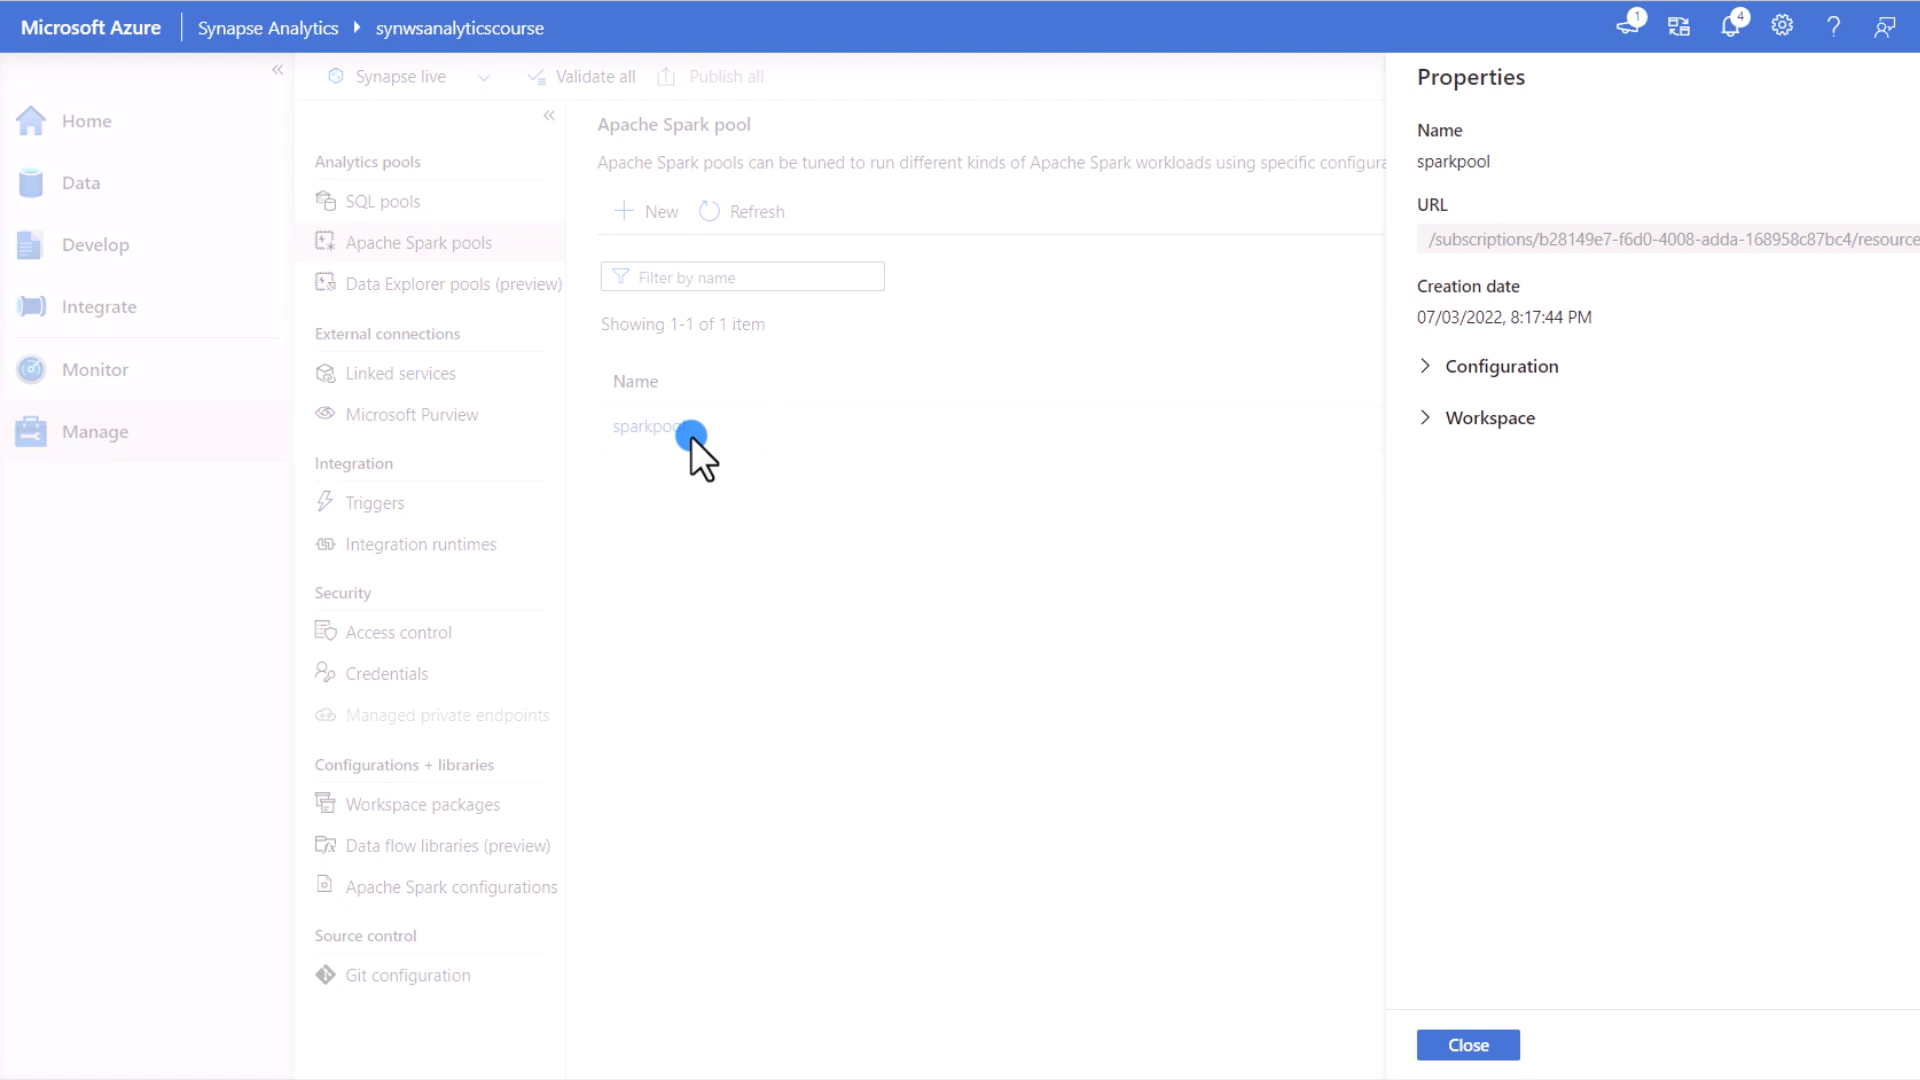 Microsoft Azure
Synapse Analytics
synwsanalyticscourse
1
4
Home
Data
Develop
Integrate
Monitor
Manage
Synapse live
Validate all
Publish all
Analytics pools
SQL pools
Apache Spark pools
Data Explorer pools (preview)
External connections
Linked services
Microsoft Purview
Integration
Triggers
Integration runtimes
Security
Access control
Credentials
Managed private endpoints
Configurations + libraries
Workspace packages
Data flow libraries (preview)
Apache Spark configurations
Source control
Git configuration
Apache Spark pool
Apache Spark pools can be tuned to run different kinds of Apache Spark workloads using specific configura
New
Refresh
Filter by name
Showing 1-1 of 1 item
Name
sparkpoo
Properties
Name
sparkpool
URL
/subscriptions/b28149e7-f6d0-4008-adda-168958c87bc4/resource
Creation date
07/03/2022, 8:17:44 PM
Configuration
Workspace
Close